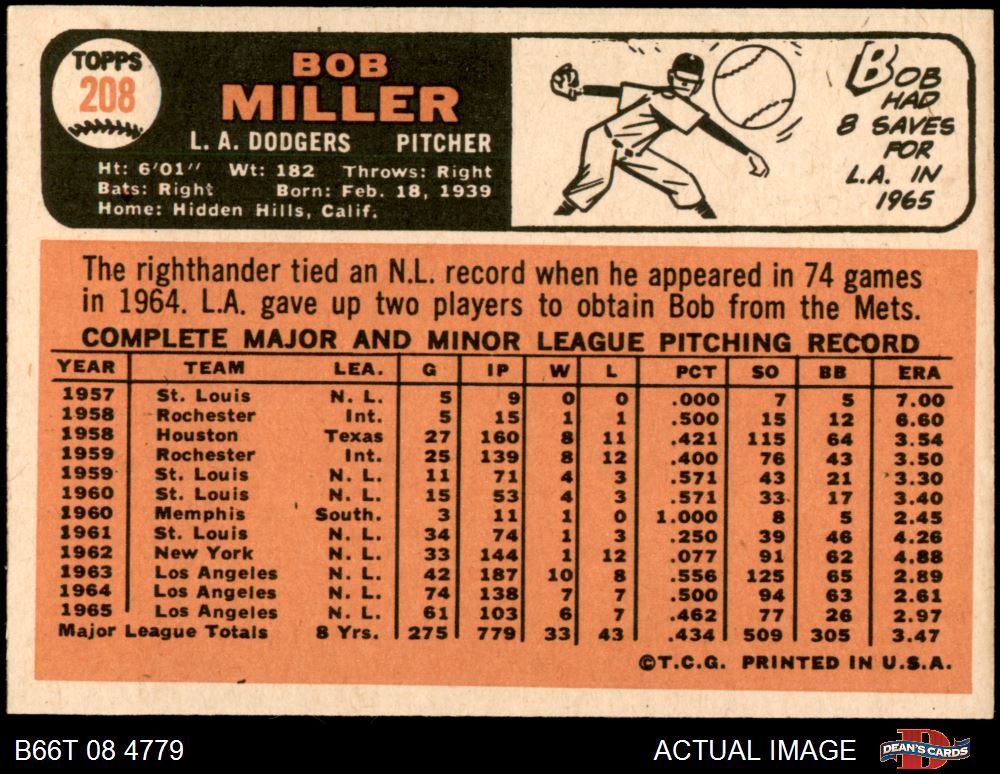 TOPPS
208
BOB
MILLER
L. A. DODGERS PITCHER
Ht: 6'01" Wt: 182 Throws: Right
Bats: Right Born: Feb. 18, 1939
Home: Hidden Hills, Calif.
BOB
HAD
8 SAVES
FOR
L.A. IN
1965
The righthander tied an N.L. record when he appeared in 74 games
in 1964. L.A. gave up two players to obtain Bob from the Mets.
COMPLETE MAJOR AND MINOR LEAGUE PITCHING RECORD
YEAR TEAM LEA. G IP W L PCT SO BB ERA
1957 St. Louis N. L. 5 9 0 0 .000 7 5 7.00
1958 Rochester Int. 5 15 1 1 .500 15 12 6.60
1958 Houston Texas 27 160 8 11 .421 115 64 3.54
1959 Rochester Int. 25 139 8 12 .400 76 43 3.50
1959 St. Louis N. L. 11 71 4 3 .571 43 21 3.30
1960 St. Louis N. L. 15 53 4 3 .571 33 17 3.40
1960 Memphis South. 3 11 1 0 1.000 8 5 2.45
1961 St. Louis N. L. 34 74 1 3 .250 39 46 4.26
1962 New York N. L. 33 144 1 12 .077 91 62 4.88
1963 Los Angeles N. L. 42 187 10 8 .556 125 65 2.89
1964 Los Angeles N. L. 74 138 7 7 .500 94 63 2.61
1965 Los Angeles N. L. 61 103 6 7 .462 77 26 2.97
Major League Totals 8 Yrs. 275 779 33 43 .434 509 305 3.47
©T.C.G. PRINTED IN U.S.A.
B66T 08 4779 ACTUAL IMAGE
B
DEAN'S CARDS